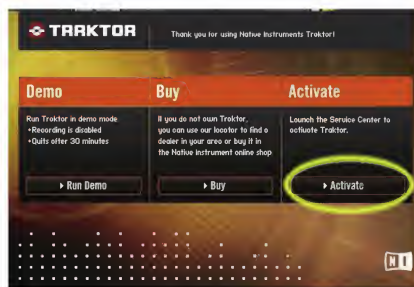 TRAKTOR
Thank you for using Native Instruments Traktor!
Demo
Run Traktor in demo mode
•Recording is disabled
•Quits after 30 minutes
▸ Run Demo
Buy
If you do not own Traktor,
you can use our locator to find a
dealer in your area or buy it in
the Native Instrument online shop
▸ Buy
Activate
Launch the Service Center to
activate Traktor.
▸ Activate
NI